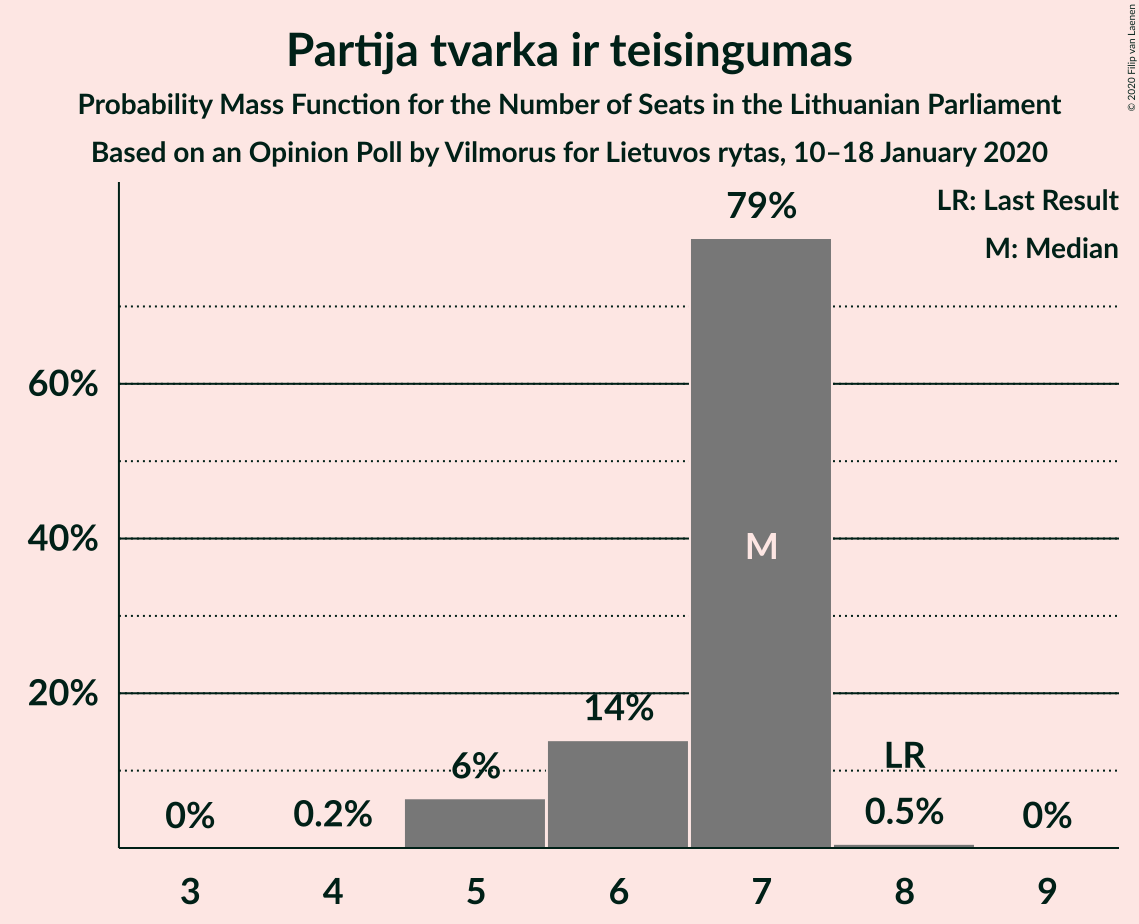 Partija tvarka ir teisingumas
Probability Mass Function for the Number of Seats in the Lithuanian Parliament
Based on an Opinion Poll by Vilmorus for Lietuvos rytas, 10–18 January 2020
© 2020 Filip van Laenen
LR: Last Result
M: Median
79%
60%
40%
M
20%
14%
6%
LR
0%
0.2%
0.5%
0%
3 4 5 6 7 8 9